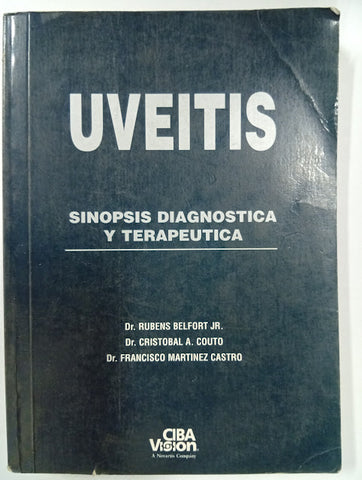 UVEITIS
SINOPSIS DIAGNOSTICA
Y TERAPEUTICA
Dr. RUBENS BELFORT JR.
Dr. CRISTOBAL A. COUTO
Dr. FRANCISCO MARTINEZ CASTRO
CIBA
Vision®
A Novartis Company